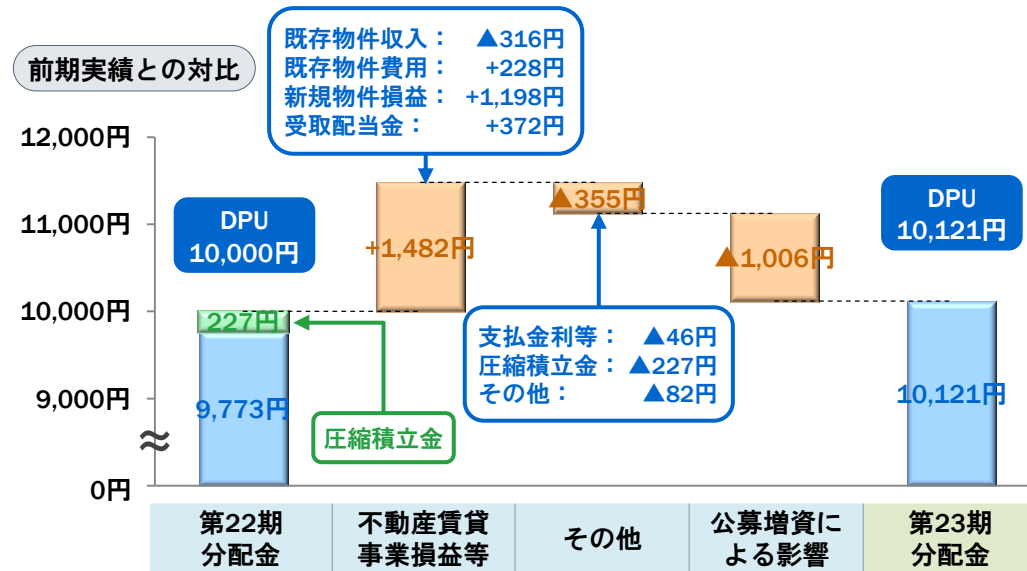 前期実績との対比
既存物件収入： ▲316円
既存物件費用： +228円
新規物件損益： +1,198円
受取配当金： +372円
12,000円
11,000円
10,000円
9,000円
0円
DPU
10,000円
227円
9,773円
圧縮積立金
+1,482円
▲355円
支払金利等： ▲46円
圧縮積立金： ▲227円
その他： ▲82円
▲1,006円
DPU
10,121円
10,121円
第22期
分配金
不動産賃貸
事業損益等
その他
公募増資に
よる影響
第23期
分配金